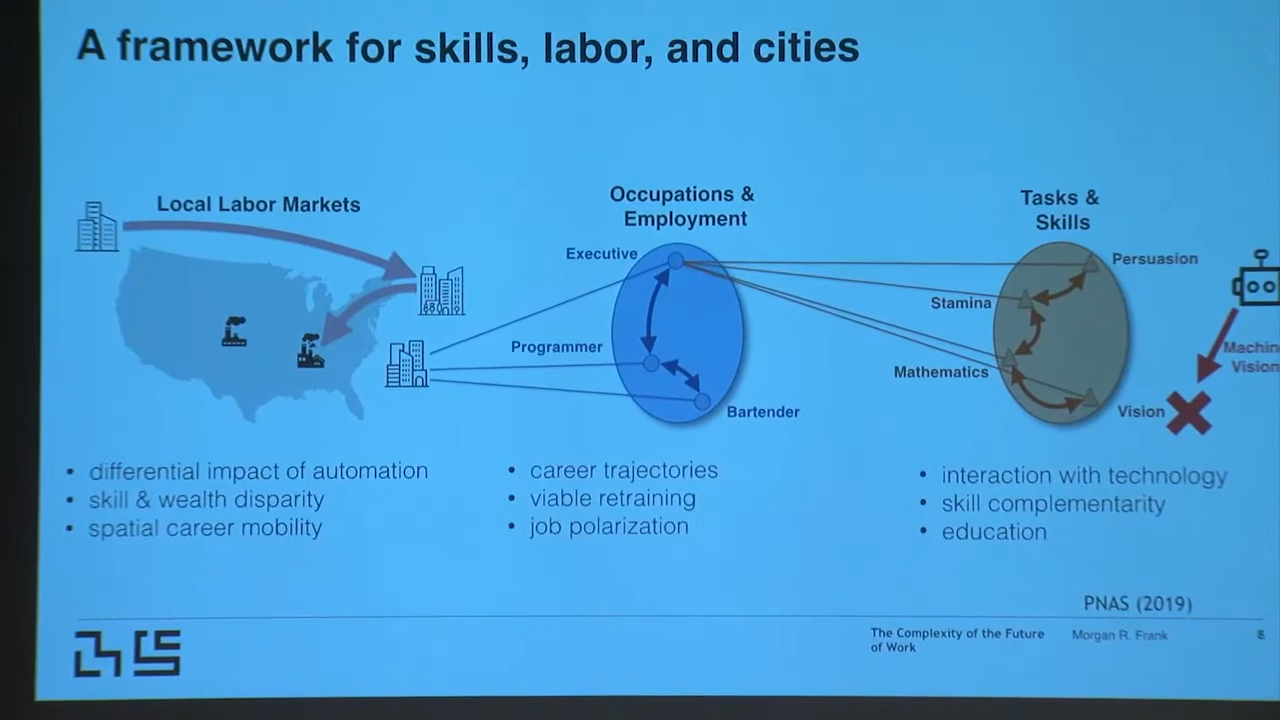 A framework for skills, labor, and cities
Local Labor Markets
Occupations &
Employment
Tasks &
Skills
Executive
Programmer
Bartender
Persuasion
Stamina
Mathematics
Vision
Machin
Vision
• differential impact of automation
• skill & wealth disparity
• spatial career mobility
• career trajectories
• viable retraining
• job polarization
• interaction with technology
• skill complementarity
• education
PNAS (2019)
The Complexity of the Future
of Work
Morgan R. Frank
8